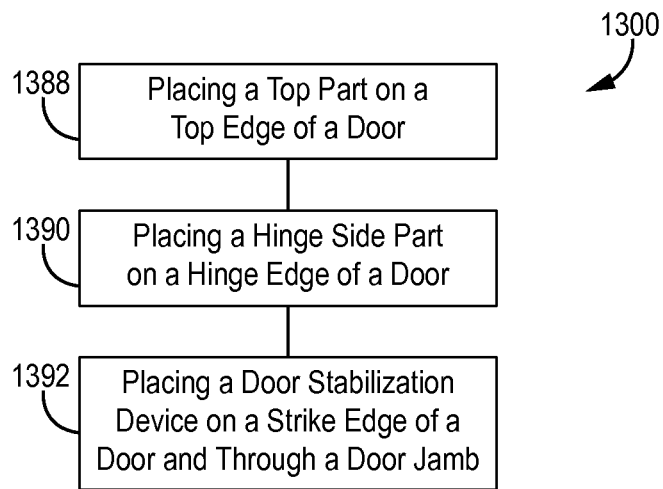 1300
1388
Placing a Top Part on a
Top Edge of a Door
1390
Placing a Hinge Side Part
on a Hinge Edge of a Door
1392
Placing a Door Stabilization
Device on a Strike Edge of a
Door and Through a Door Jamb